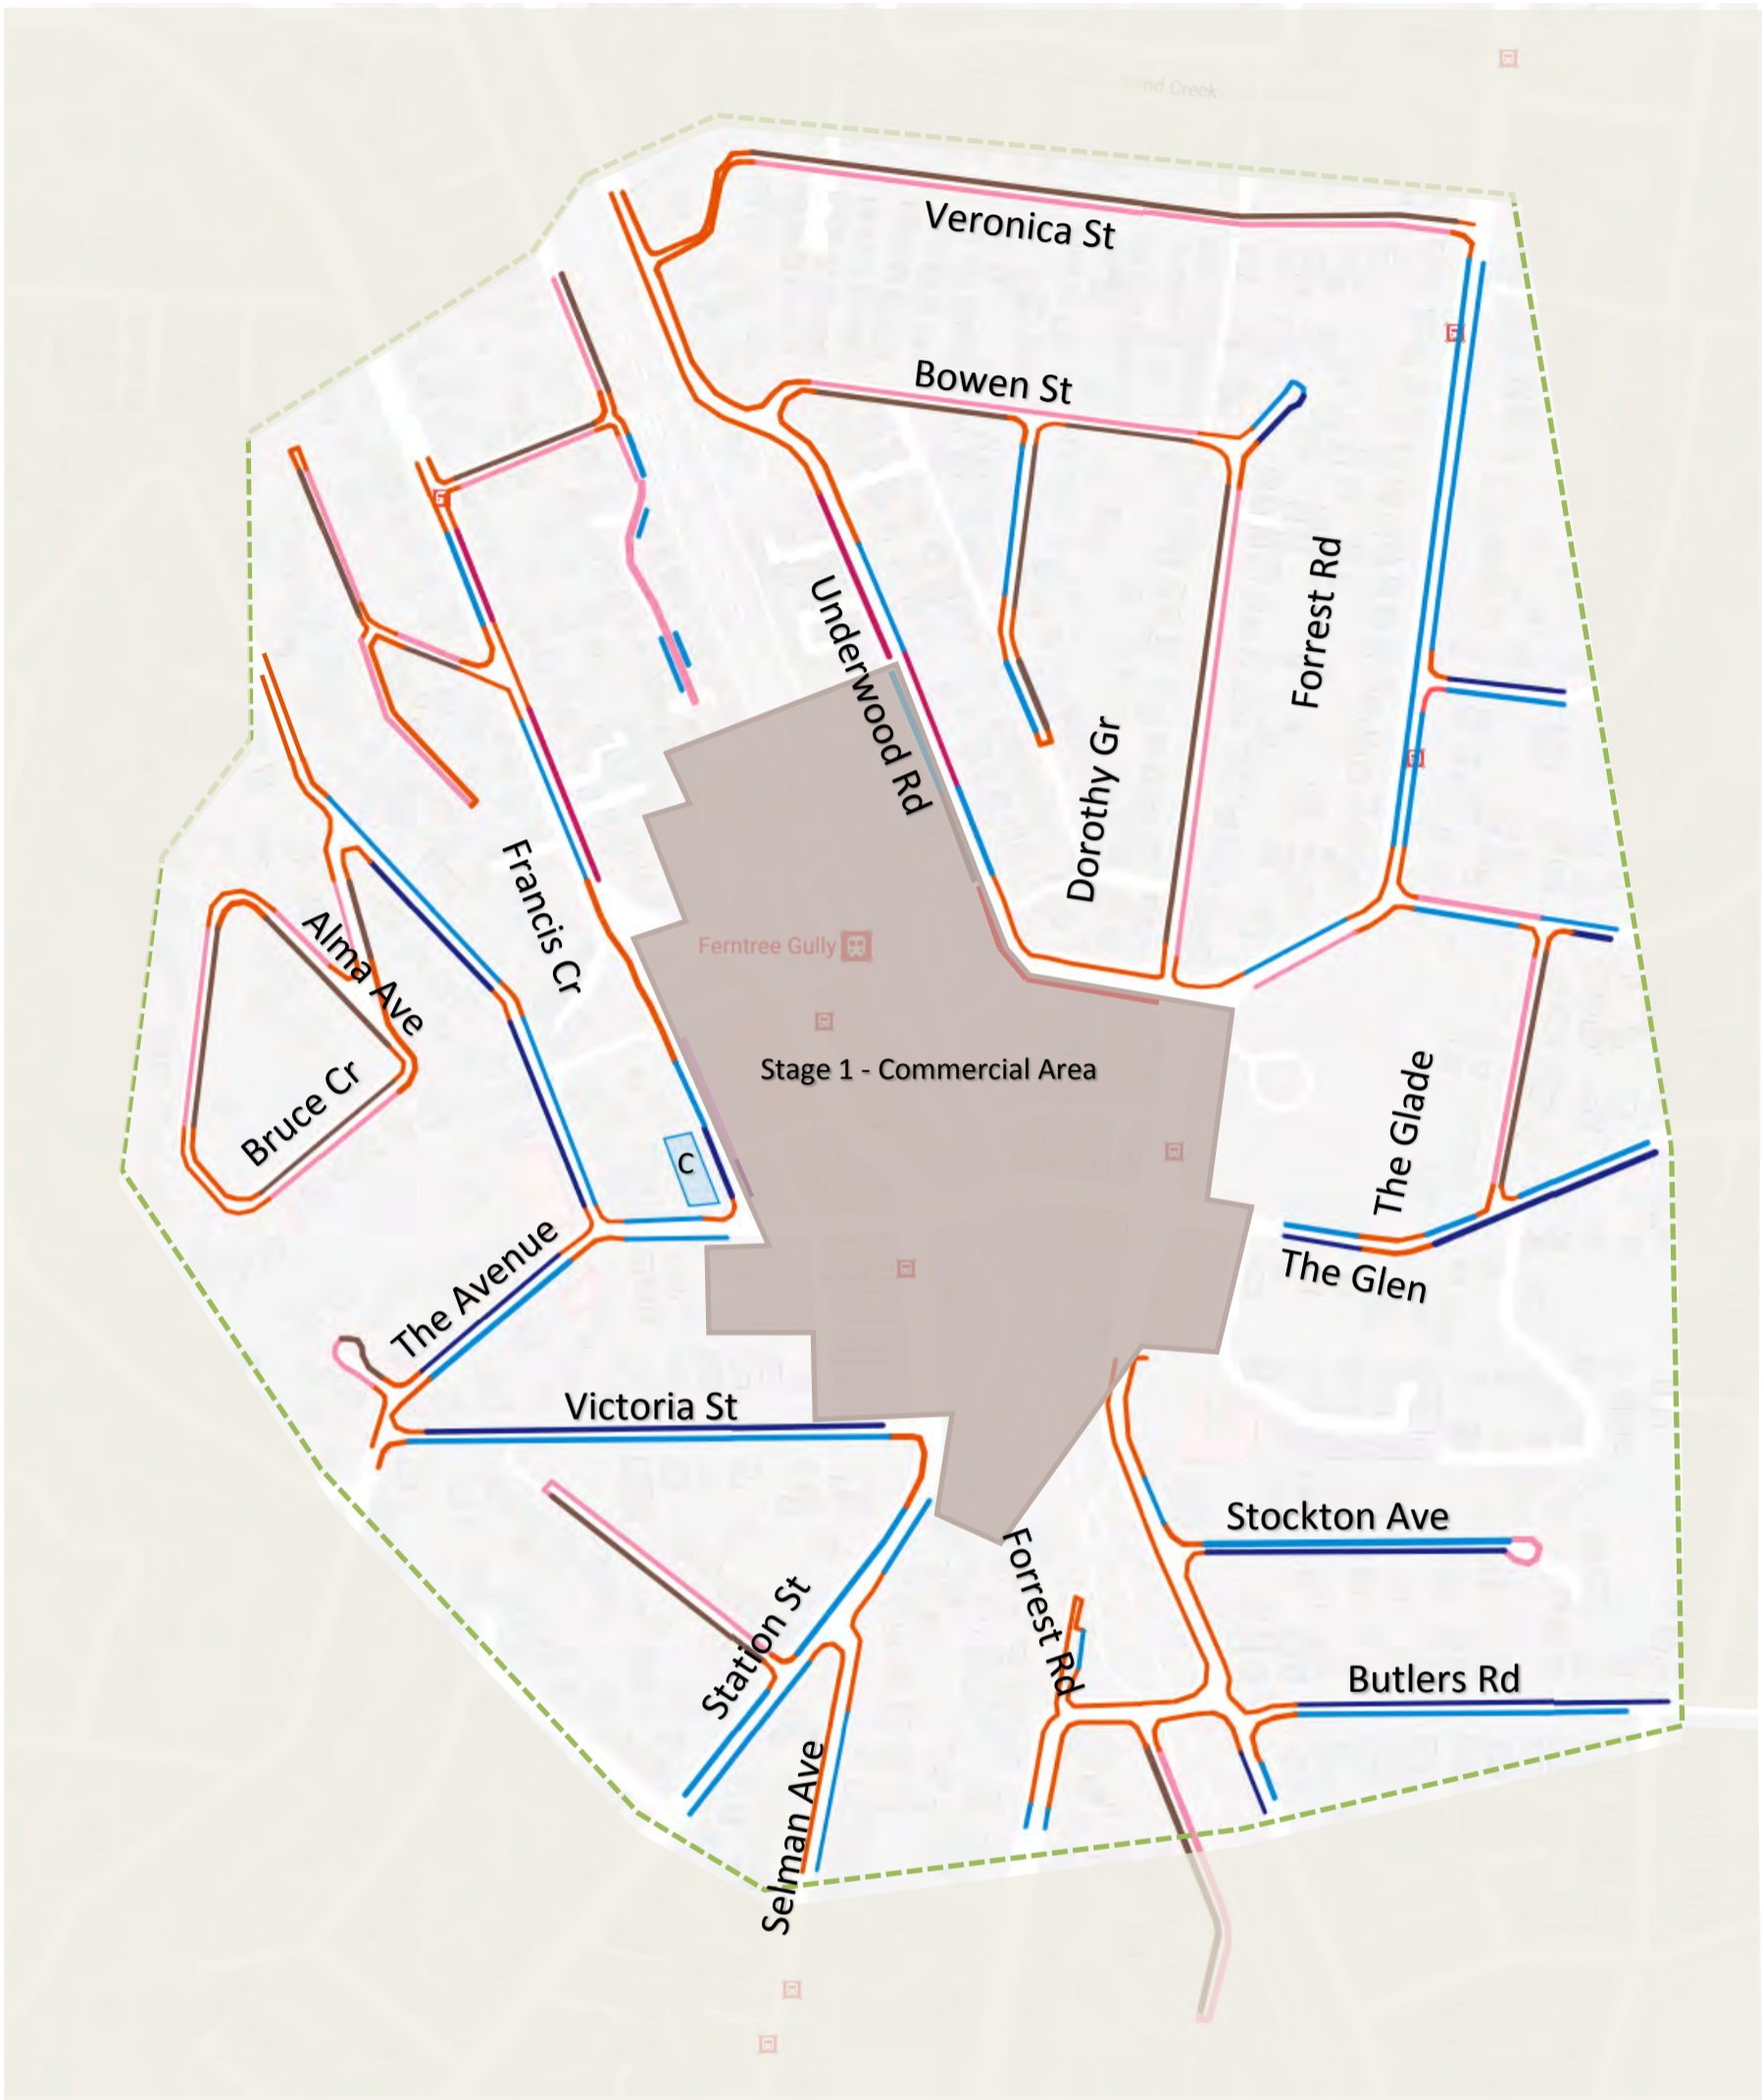 nd Creek
Veronica St
Bowen St
Forrest Rd
Underwood Rd
Dorothy Gr
Francis Cr
Alma Ave
Ferntree Gully
Stage 1 - Commercial Area
Bruce Cr
The Glade
C
The Avenue
The Glen
Victoria St
Stockton Ave
Forrest Rd
Station St
Butlers Rd
Selman Ave